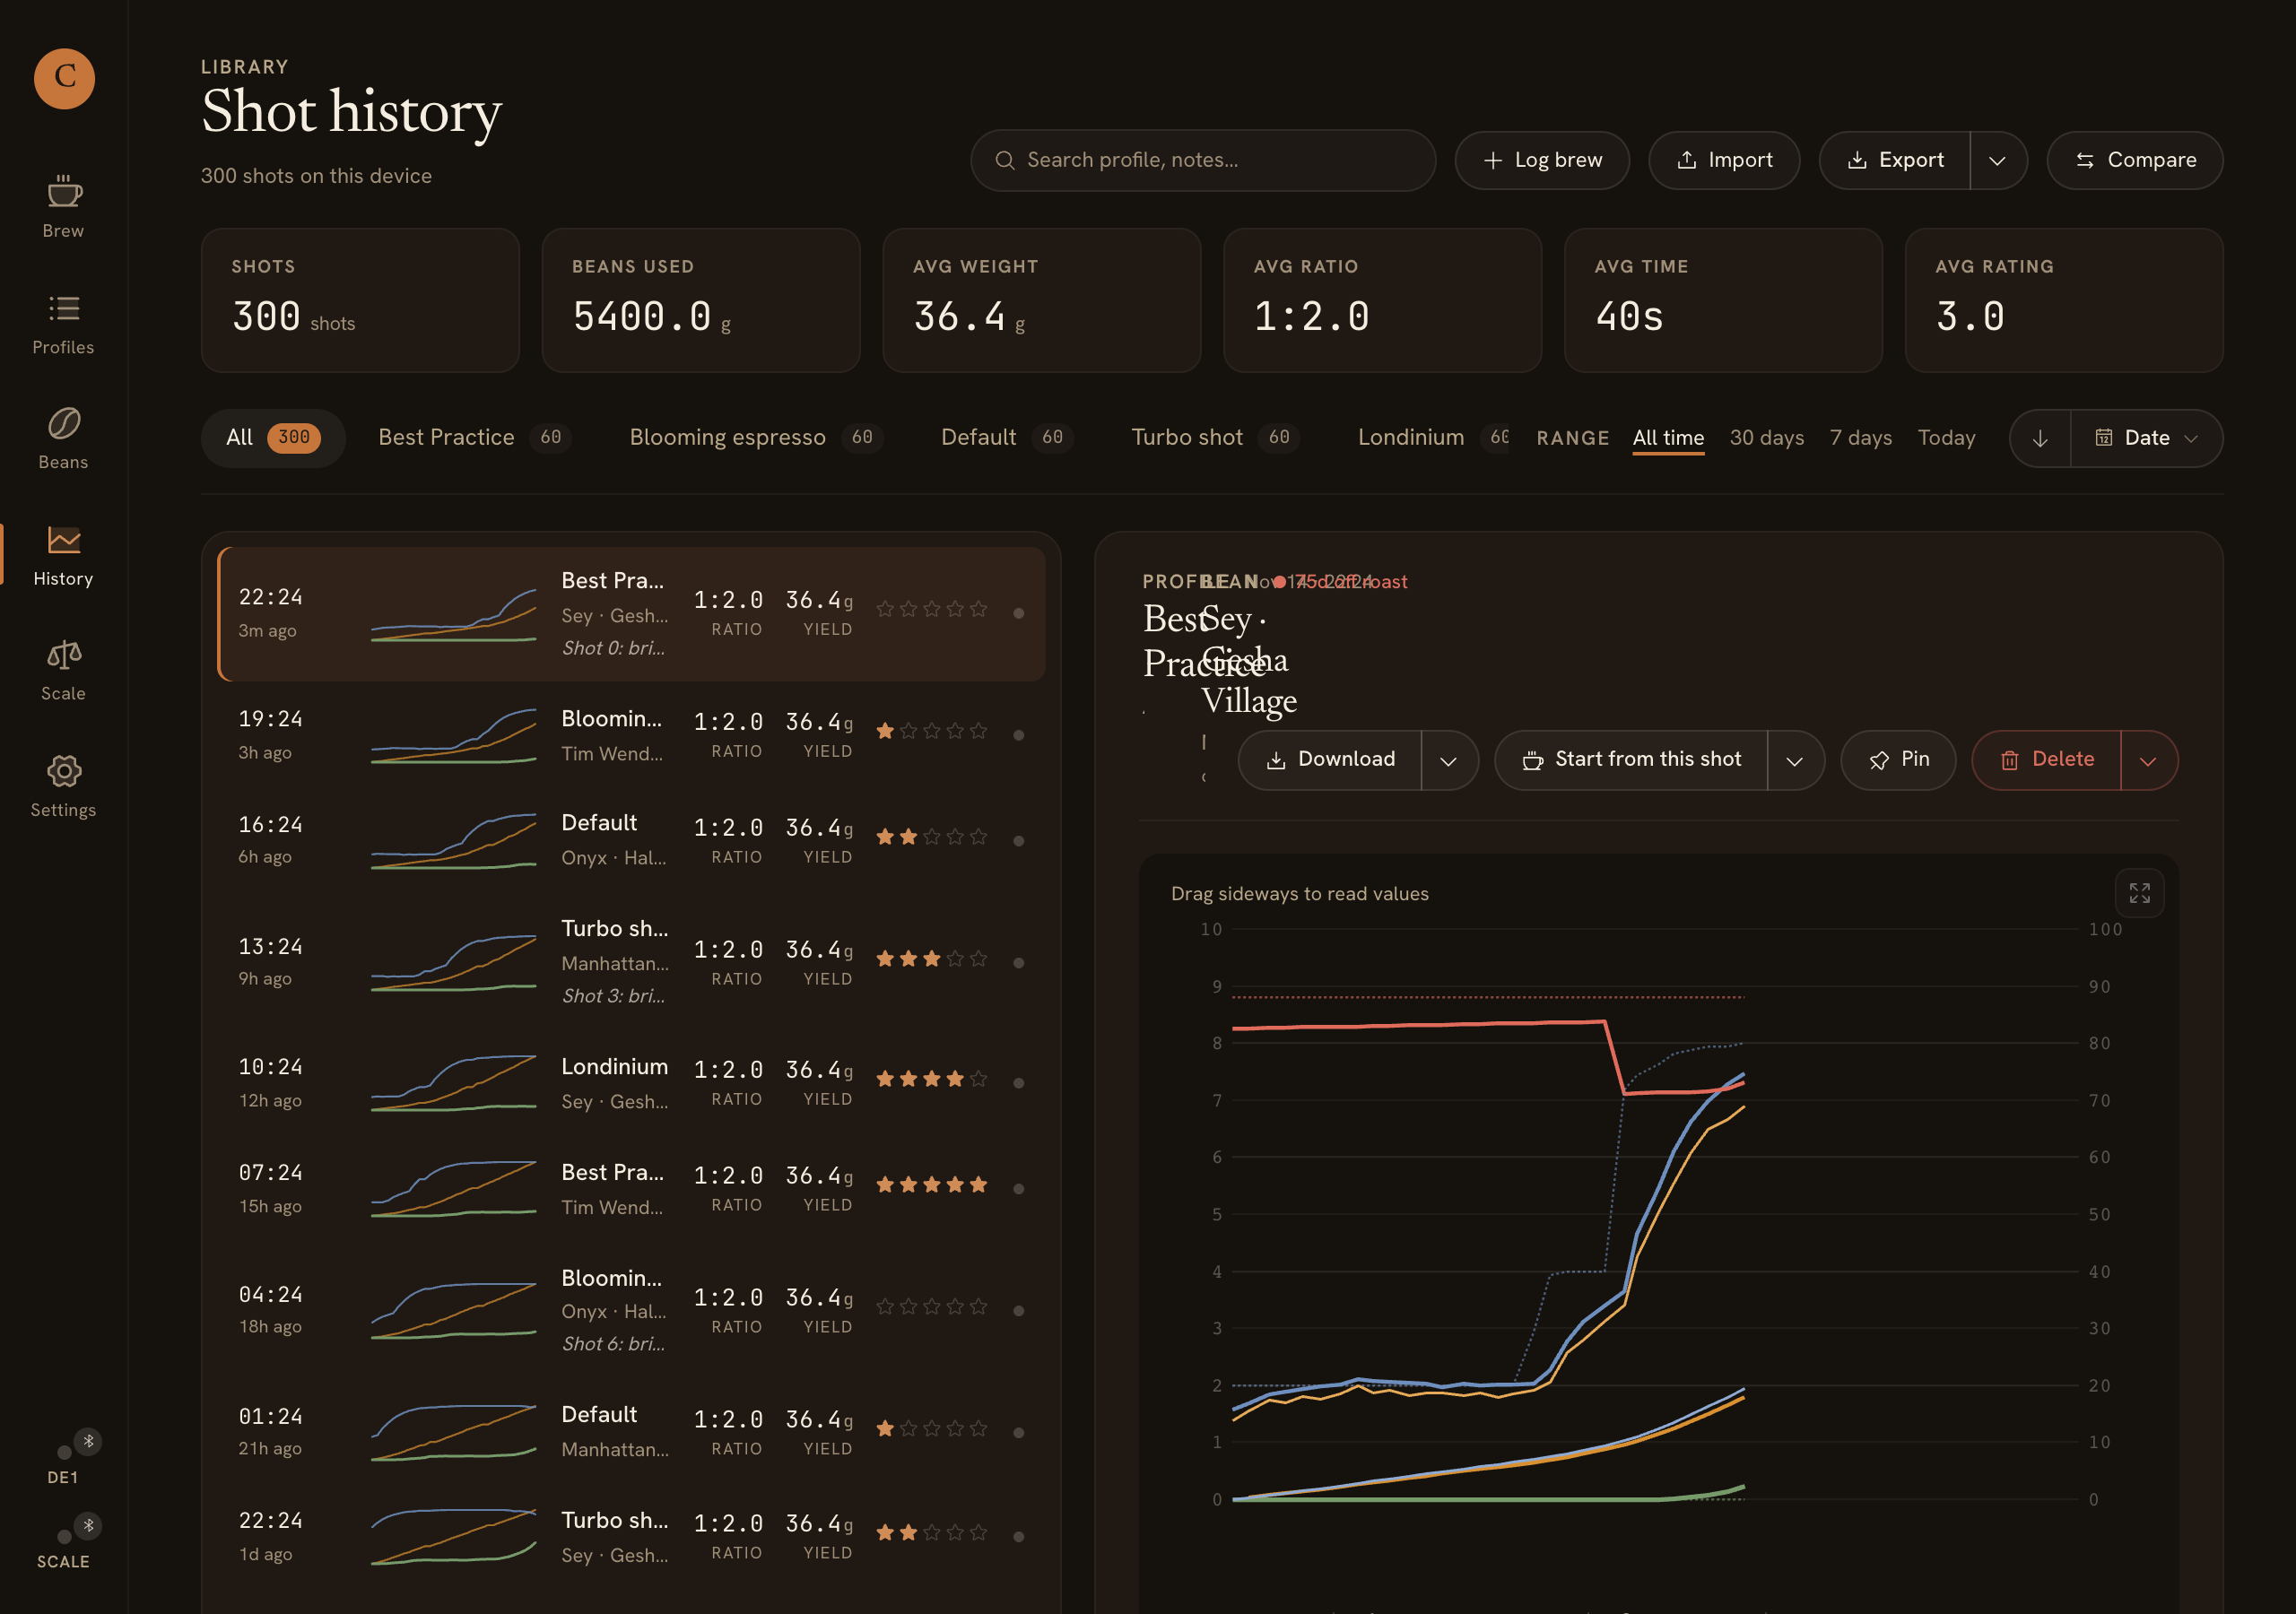 C
Brew
Profiles
Beans
History
Scale
Settings
DE1
SCALE
LIBRARY
Shot history
300 shots on this device
Search profile, notes...
Log brew
Import
Export
Compare
SHOTS
300 shots
BEANS USED
5400.0 g
AVG WEIGHT
36.4 g
AVG RATIO
1:2.0
AVG TIME
40s
AVG RATING
3.0
All 300
Best Practice 60
Blooming espresso 60
Default 60
Turbo shot 60
Londinium 60
RANGE
All time
30 days
7 days
Today
12
Date
22:24
3m ago
Best Pra...
Sey · Gesh...
Shot 0: bri...
1:2.0
RATIO
36.4g
YIELD
19:24
3h ago
Bloomin...
Tim Wend...
1:2.0
RATIO
36.4g
YIELD
16:24
6h ago
Default
Onyx · Hal...
1:2.0
RATIO
36.4g
YIELD
13:24
9h ago
Turbo sh...
Manhattan...
Shot 3: bri...
1:2.0
RATIO
36.4g
YIELD
10:24
12h ago
Londinium
Sey · Gesh...
1:2.0
RATIO
36.4g
YIELD
07:24
15h ago
Best Pra...
Tim Wend...
1:2.0
RATIO
36.4g
YIELD
04:24
18h ago
Bloomin...
Onyx · Hal...
Shot 6: bri...
1:2.0
RATIO
36.4g
YIELD
01:24
21h ago
Default
Manhattan...
1:2.0
RATIO
36.4g
YIELD
22:24
1d ago
Turbo sh...
Sey · Gesh...
1:2.0
RATIO
36.4g
YIELD
PROFILE
Best
Practice
BEAN
75d off roast
Sey ·
Gesha
Village
Download
Start from this shot
Pin
Delete
Drag sideways to read values
10 100
9 90
8 80
7 70
6 60
5 50
4 40
3 30
2 20
1 10
0 0